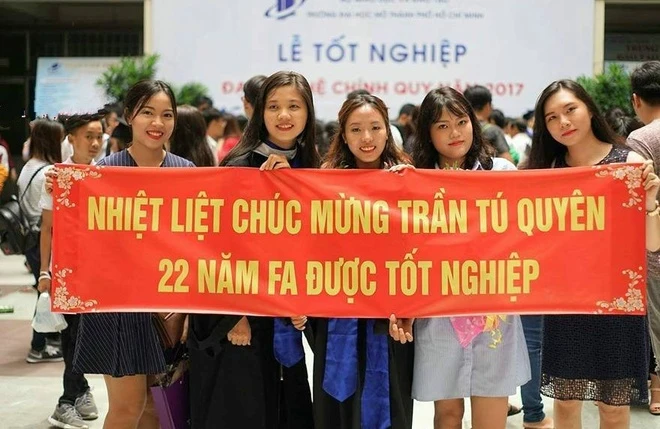 TRƯỜNG ĐẠI HỌC MỞ THÀNH PHỐ HỒ CHÍ MINH
LỄ TỐT NGHIỆP
HỆ CHÍNH QUY NĂM 2017
NHIỆT LIỆT CHÚC MỪNG TRẦN TÚ QUYÊN
22 NĂM FA ĐƯỢC TỐT NGHIỆP